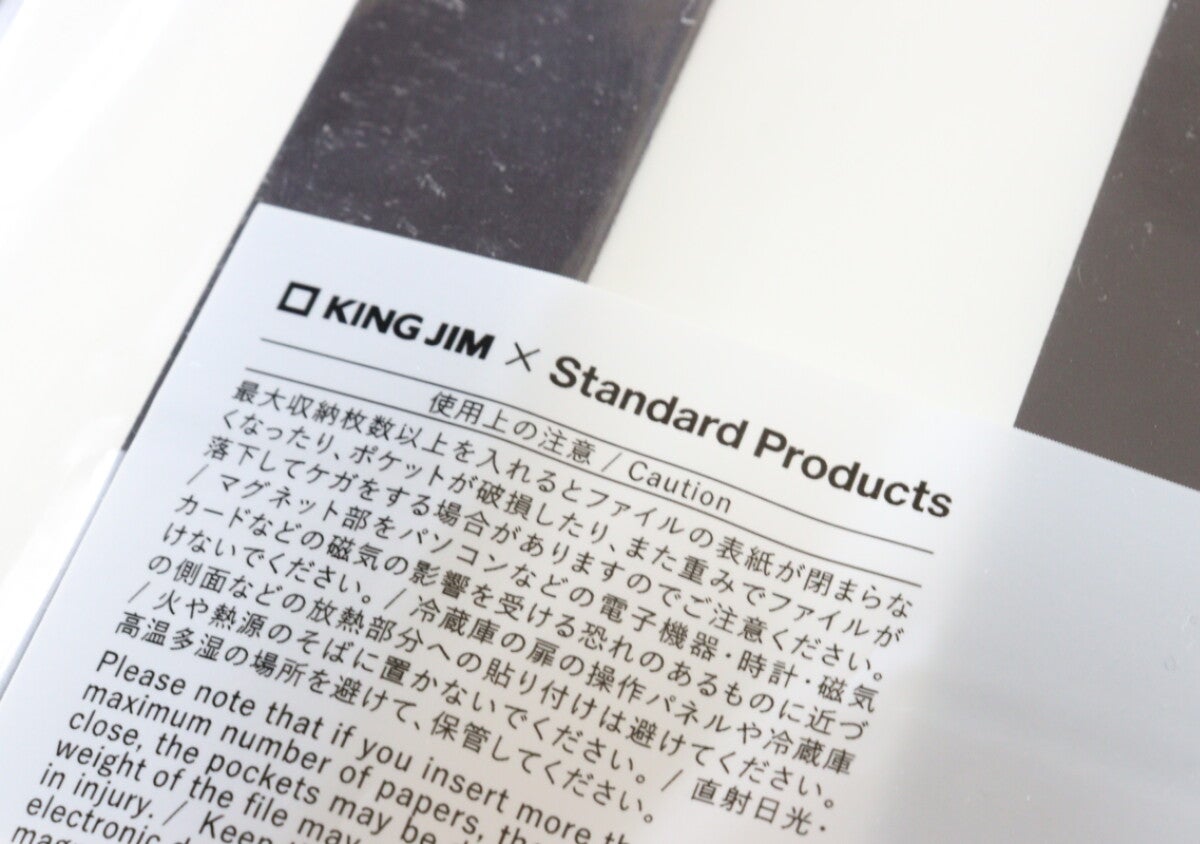 KING JIM × Standard Products
使用上の注意 / Caution
最大収納枚数以上を入れるとファイルの表紙が閉まらな
くなったり、ポケットが破損したり、また重みでファイルが
落下してケガをする場合がありますのでご注意ください。
/ マグネット部をパソコンなどの電子機器・時計・磁気
カードなどの磁気の影響を受ける恐れのあるものに近づ
けないでください。/ 冷蔵庫の扉の操作パネルや冷蔵庫
の側面などの放熱部分への貼り付けは避けてください。
/ 火や熱源のそばに置かないでください。/ 直射日光・
高温多湿の場所を避けて、保管してください。
Please note that if you insert more
maximum number of papers,
close, the pockets may be
weight of the file may
in injury. / Keep
electronic